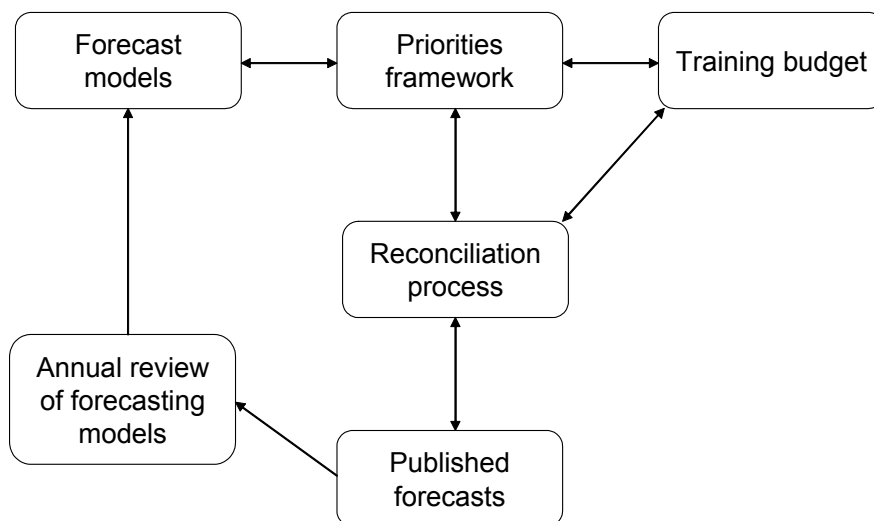 Forecast
models
Priorities
framework
Training budget
Reconciliation
process
Annual review
of forecasting
models
Published
forecasts